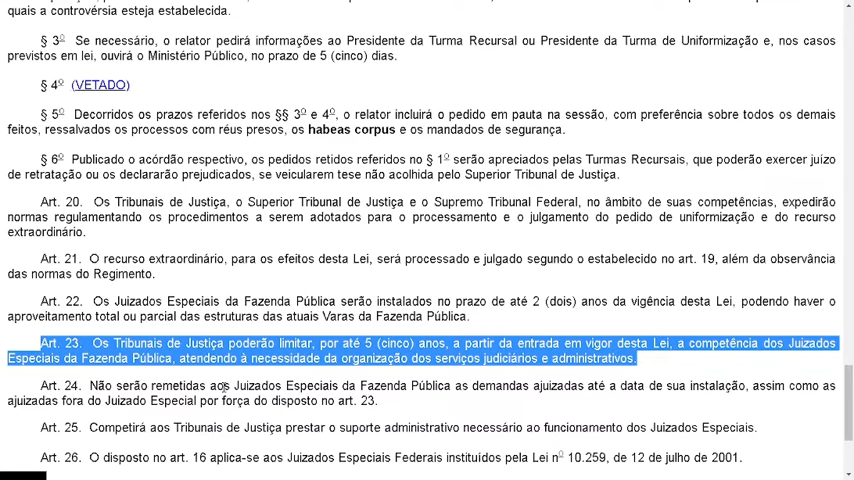 quais a controvérsia esteja estabelecida.
§ 3º Se necessário, o relator pedirá informações ao Presidente da Turma Recursal ou Presidente da Turma de Uniformização e, nos casos
previstos em lei, ouvirá o Ministério Público, no prazo de 5 (cinco) dias.
§ 4º (VETADO)
§ 5º Decorridos os prazos referidos nos §§ 3º e 4º, o relator incluirá o pedido em pauta na sessão, com preferência sobre todos os demais
feitos, ressalvados os processos com réus presos, os habeas corpus e os mandados de segurança.
§ 6º Publicado o acórdão respectivo, os pedidos retidos referidos no § 1º serão apreciados pelas Turmas Recursais, que poderão exercer juízo
de retratação ou os declararão prejudicados, se veicularem tese não acolhida pelo Superior Tribunal de Justiça.
Art. 20. Os Tribunais de Justiça, o Superior Tribunal de Justiça e o Supremo Tribunal Federal, no âmbito de suas competências, expedirão
normas regulamentando os procedimentos a serem adotados para o processamento e o julgamento do pedido de uniformização e do recurso
extraordinário.
Art. 21. O recurso extraordinário, para os efeitos desta Lei, será processado e julgado segundo o estabelecido no art. 19, além da observância
das normas do Regimento.
Art. 22. Os Juizados Especiais da Fazenda Pública serão instalados no prazo de até 2 (dois) anos da vigência desta Lei, podendo haver o
aproveitamento total ou parcial das estruturas das atuais Varas da Fazenda Pública.
Art. 23. Os Tribunais de Justiça poderão limitar, por até 5 (cinco) anos, a partir da entrada em vigor desta Lei, a competência dos Juizados
Especiais da Fazenda Pública, atendendo à necessidade da organização dos serviços judiciários e administrativos.
Art. 24. Não serão remetidas aos Juizados Especiais da Fazenda Pública as demandas ajuizadas até a data de sua instalação, assim como as
ajuizadas fora do Juizado Especial por força do disposto no art. 23.
Art. 25. Competirá aos Tribunais de Justiça prestar o suporte administrativo necessário ao funcionamento dos Juizados Especiais.
Art. 26. O disposto no art. 16 aplica-se aos Juizados Especiais Federais instituídos pela Lei nº 10.259, de 12 de julho de 2001.